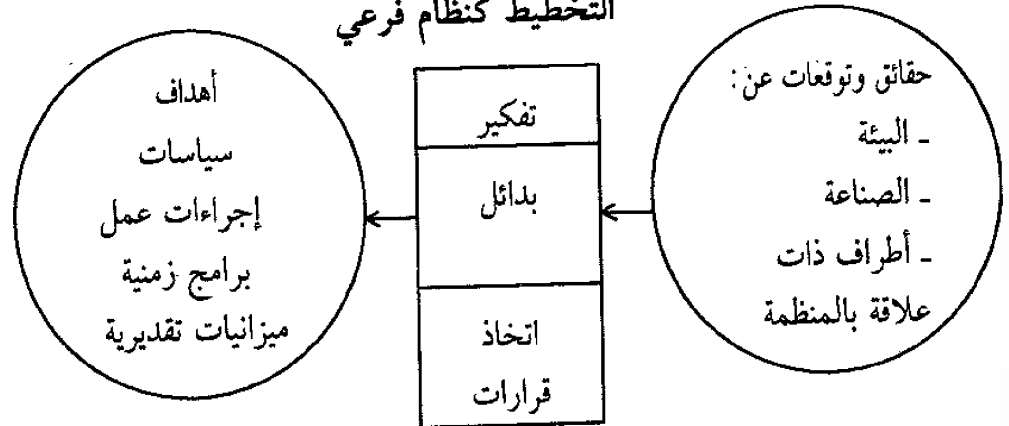 التخطيط كنظام فرعي
حقائق وتوقعات عن:
- البيئة
- الصناعة
- أطراف ذات
علاقة بالمنظمة
تفكير
بدائل
اتخاذ
قرارات
أهداف
سياسات
إجراءات عمل
برامج زمنية
ميزانيات تقديرية